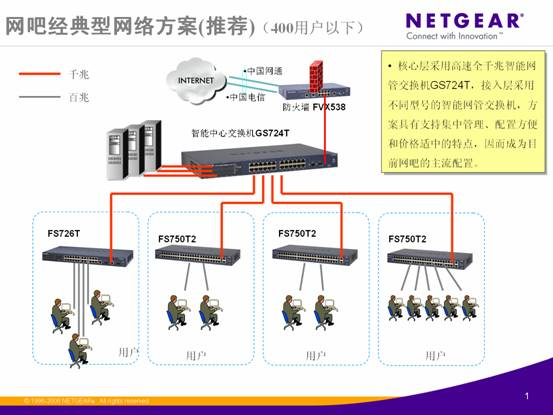 网吧经典型网络方案(推荐)（400用户以下）
NETGEAR®
Connect with Innovation™
千兆
百兆
INTERNET
•中国网通
•中国电信
防火墙 FVX538
智能中心交换机GS724T
• 核心层采用高速全千兆智能网
管交换机GS724T，接入层采用
不同型号的智能网管交换机，方
案具有支持集中管理、配置方便
和价格适中的特点，因而成为目
前网吧的主流配置。
FS726T
FS750T2
FS750T2
FS750T2
用户
用户
用户
用户
© 1996-2006 NETGEAR® . All rights reserved
1